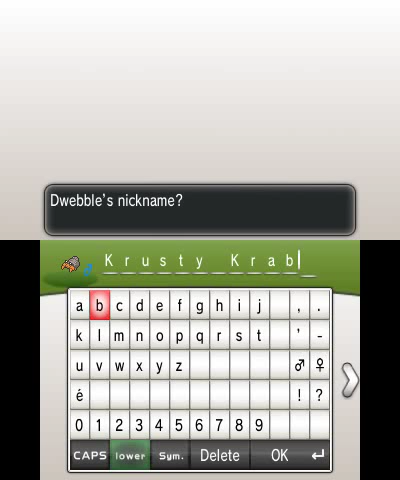 Dwebble's nickname?
Krusty Krab
a b c d e f g h i j , .
k l m n o p q r s t ' -
u v w x y z ♂ ♀
é ! ?
0 1 2 3 4 5 6 7 8 9
CAPS lower Sym. Delete OK ↵